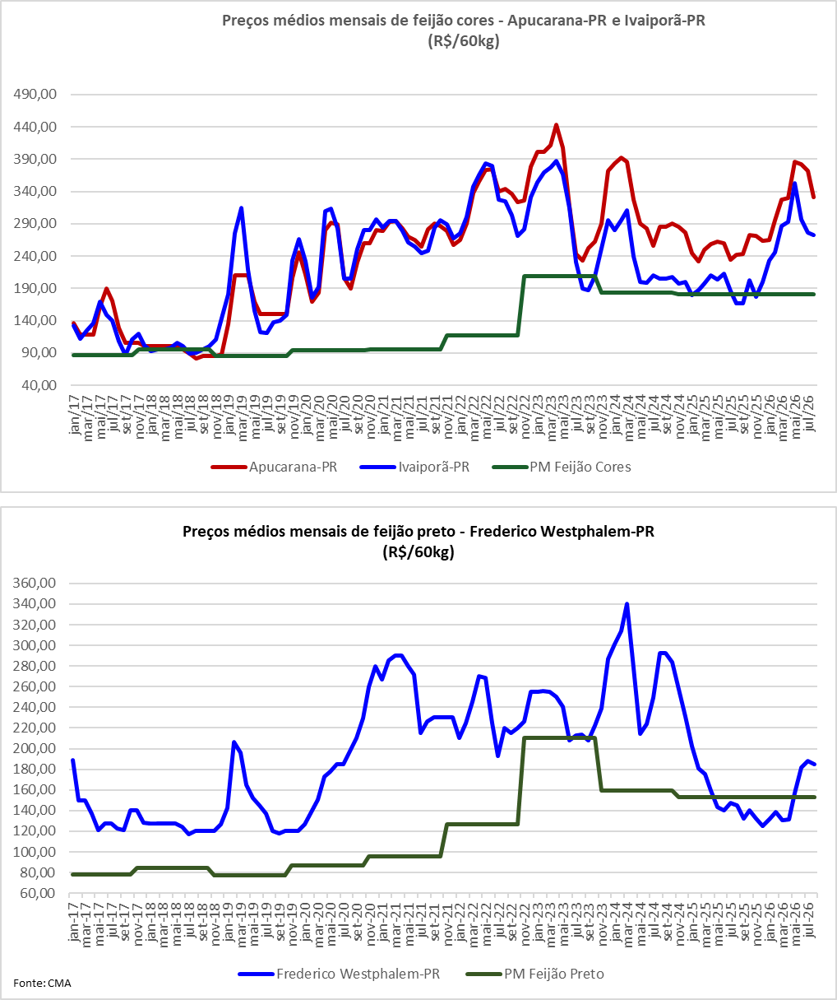 Preços médios mensais de feijão cores - Apucarana-PR e Ivaiporã-PR
(R$/60kg)
490,00
440,00
390,00
340,00
290,00
240,00
190,00
140,00
90,00
40,00
jan/17
mar/17
mai/17
jul/17
set/17
nov/17
jan/18
mar/18
mai/18
jul/18
set/18
nov/18
jan/19
mar/19
mai/19
jul/19
set/19
nov/19
jan/20
mar/20
mai/20
jul/20
set/20
nov/20
jan/21
mar/21
mai/21
jul/21
set/21
nov/21
jan/22
mar/22
mai/22
jul/22
set/22
nov/22
jan/23
mar/23
mai/23
jul/23
set/23
nov/23
jan/24
mar/24
mai/24
jul/24
set/24
nov/24
jan/25
mar/25
mai/25
jul/25
set/25
nov/25
jan/26
mar/26
mai/26
jul/26
Apucarana-PR
Ivaiporã-PR
PM Feijão Cores
Preços médios mensais de feijão preto - Frederico Westphalem-PR
(R$/60kg)
360,00
340,00
320,00
300,00
280,00
260,00
240,00
220,00
200,00
180,00
160,00
140,00
120,00
100,00
80,00
60,00
jan-17
mar-17
mai-17
jul-17
set-17
nov-17
jan-18
mar-18
mai-18
jul-18
set-18
nov-18
jan-19
mar-19
mai-19
jul-19
set-19
nov-19
jan-20
mar-20
mai-20
jul-20
set-20
nov-20
jan-21
mar-21
mai-21
jul-21
set-21
nov-21
jan-22
mar-22
mai-22
jul-22
set-22
nov-22
jan-23
mar-23
mai-23
jul-23
set-23
nov-23
jan-24
mar-24
mai-24
jul-24
set-24
nov-24
jan-25
mar-25
mai-25
jul-25
set-25
nov-25
jan-26
mar-26
mai-26
jul-26
Frederico Westphalem-PR
PM Feijão Preto
Fonte: CMA